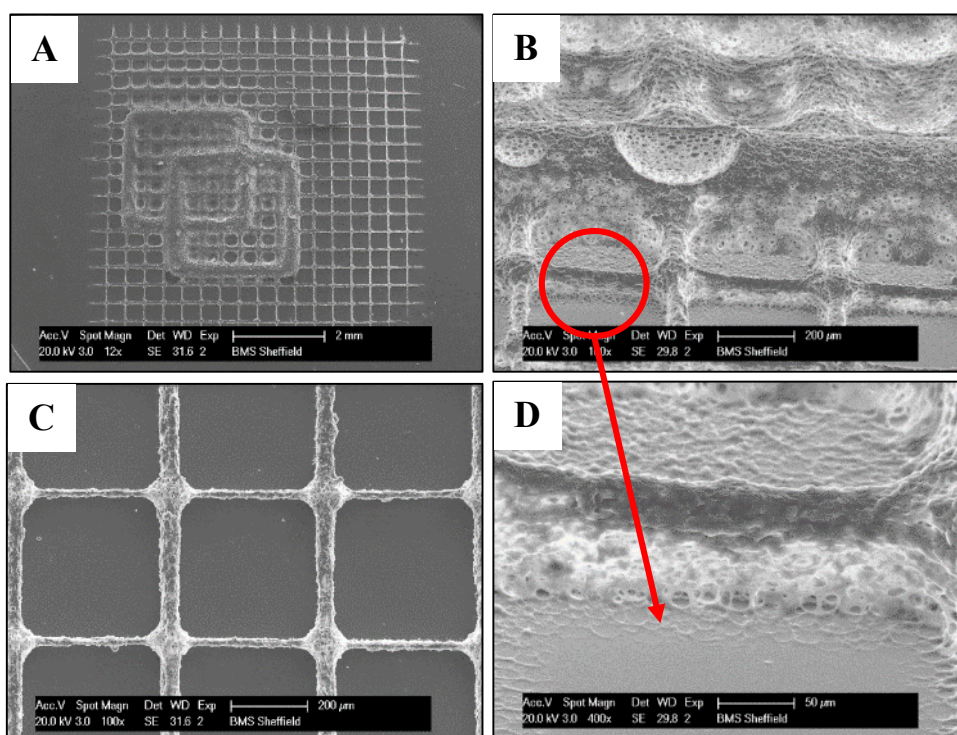 A
Acc.V Spot Magn Det WD Exp 2 mm
20.0 kV 3.0 12x SE 31.6 2 BMS Sheffield
B
Acc.V Spot Magn Det WD Exp 200 µm
20.0 kV 3.0 SE 29.8 2 BMS Sheffield
C
Acc.V Spot Magn Det WD Exp 200 µm
20.0 kV 3.0 100x SE 31.6 2 BMS Sheffield
D
Acc.V Spot Magn Det WD Exp 50 µm
20.0 kV 3.0 400x SE 29.8 2 BMS Sheffield